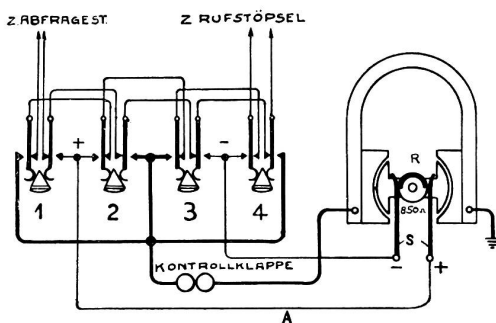 Z. ABFRAGEST.
Z RUFSTÖPSEL
+
-
1
2
3
4
R
850Ω
S
-
+
KONTROLLKLAPPE
A